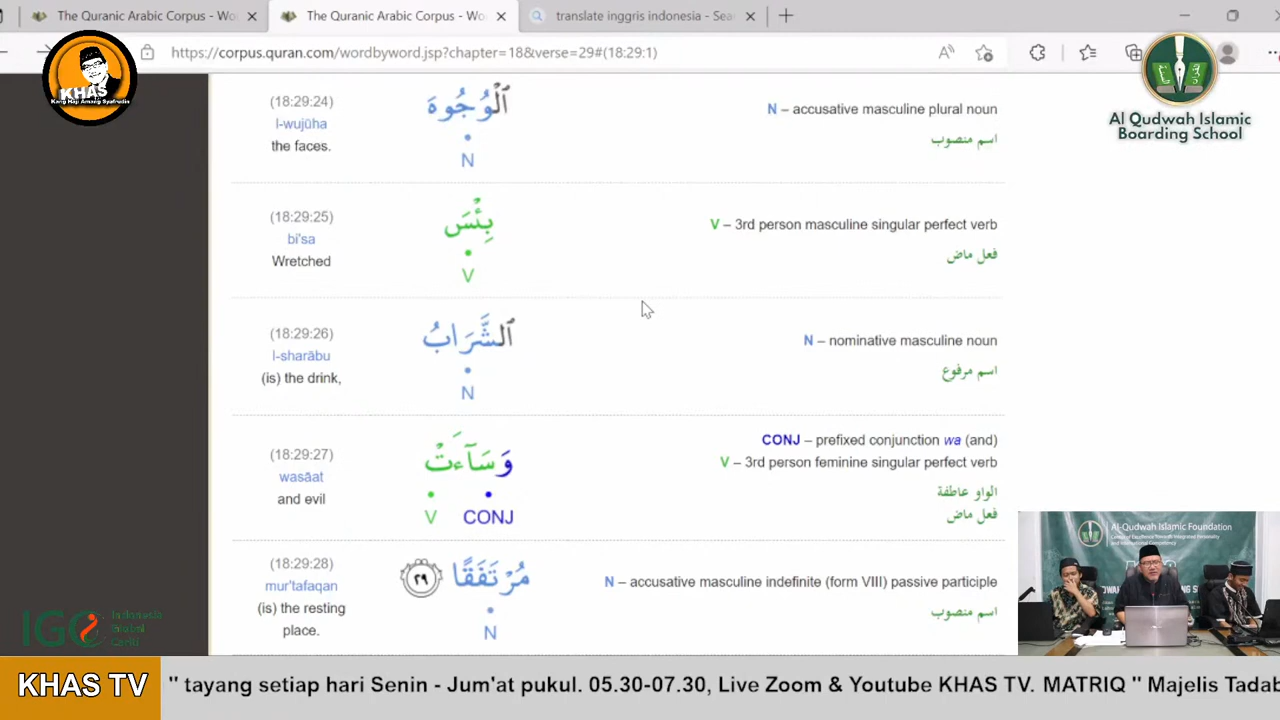 The Quranic Arabic Corpus - Wo
The Quranic Arabic Corpus - Wo
translate inggris indonesia - Sea
https://corpus.quran.com/wordbyword.jsp?chapter=18&verse=29#(18:29:1)
KHAS
Kang Haji Amang Syafrudin
Al Qudwah Islamic
Boarding School
(18:29:24)
l-wujūha
the faces.
ٱلْوُجُوهَ
N
N – accusative masculine plural noun
اسم منصوب
(18:29:25)
bi'sa
Wretched
بِئْسَ
V
V – 3rd person masculine singular perfect verb
فعل ماض
(18:29:26)
l-sharābu
(is) the drink,
ٱلشَّرَابُ
N
N – nominative masculine noun
اسم مرفوع
(18:29:27)
wasāat
and evil
وَسَآءَتْ
V CONJ
CONJ – prefixed conjunction wa (and)
V – 3rd person feminine singular perfect verb
الواو عاطفة
فعل ماض
(18:29:28)
mur'tafaqan
(is) the resting
place.
مُرْتَفَقًا ٢٩
N
N – accusative masculine indefinite (form VIII) passive participle
اسم منصوب
Al-Qudwah Islamic Foundation
IGC
Indonesia
Global
KHAS TV
" tayang setiap hari Senin - Jum'at pukul. 05.30-07.30, Live Zoom & Youtube KHAS TV. MATRIQ " Majelis Tadab